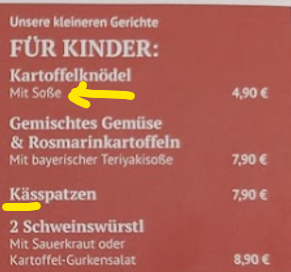 Unsere kleineren Gerichte
FÜR KINDER:
Kartoffelknödel
Mit Soße 4,90 €
Gemischtes Gemüse
& Rosmarinkartoffeln
Mit bayerischer Teriyakisoße 7,90 €
Kässpatzen 7,90 €
2 Schweinswürstl
Mit Sauerkraut oder
Kartoffel-Gurkensalat 8,90 €